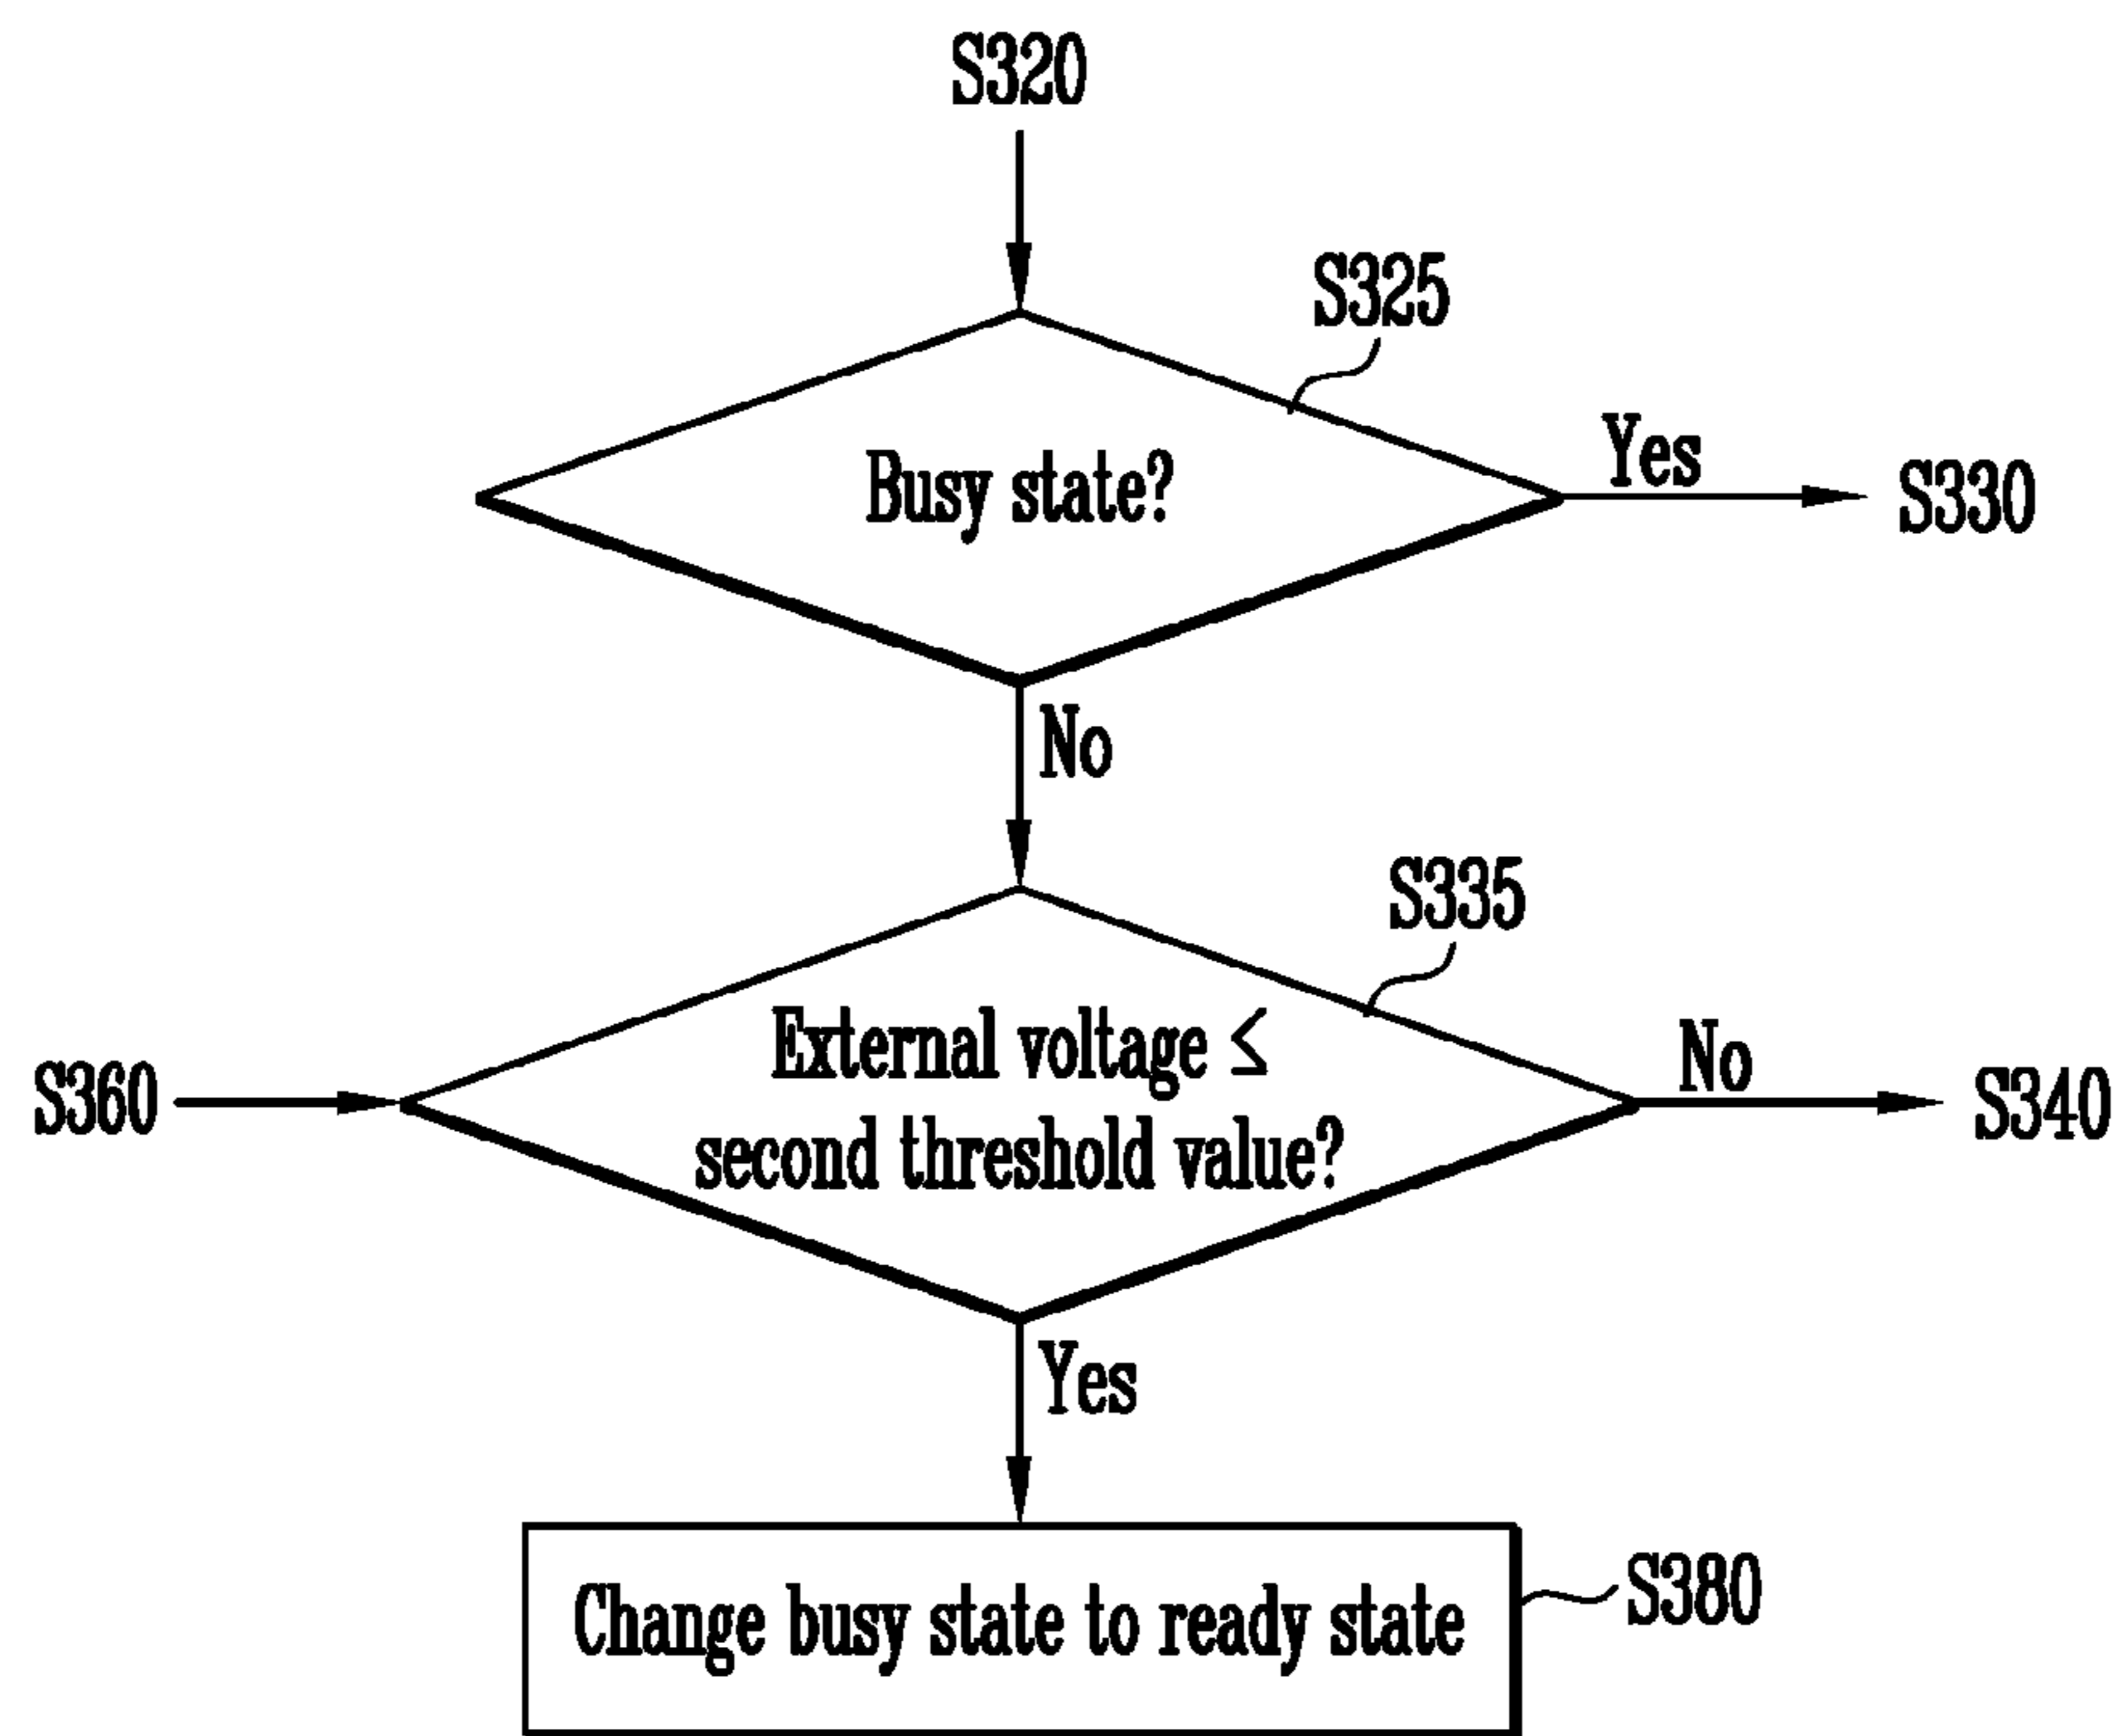 S320
S325
Busy state?
Yes
S330
No
S335
External voltage ≤
second threshold value?
S360
No
S340
Yes
Change busy state to ready state
S380